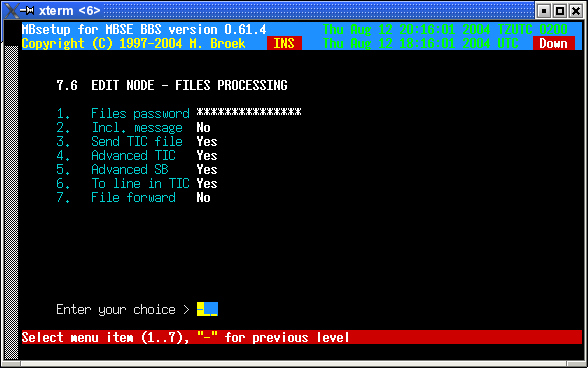 xterm <6>
MBsetup for MBSE BBS version 0.61.4 Thu Aug 12 20:16:01 2004 TZUTC 0200
Copyright (C) 1997-2004 M. Broek INS Thu Aug 12 18:16:01 2004 UTC Down
7.6 EDIT NODE - FILES PROCESSING
1. Files password ***************
2. Incl. message No
3. Send TIC file Yes
4. Advanced TIC Yes
5. Advanced SB Yes
6. To line in TIC Yes
7. File forward No
Enter your choice > -
Select menu item (1..7), "-" for previous level